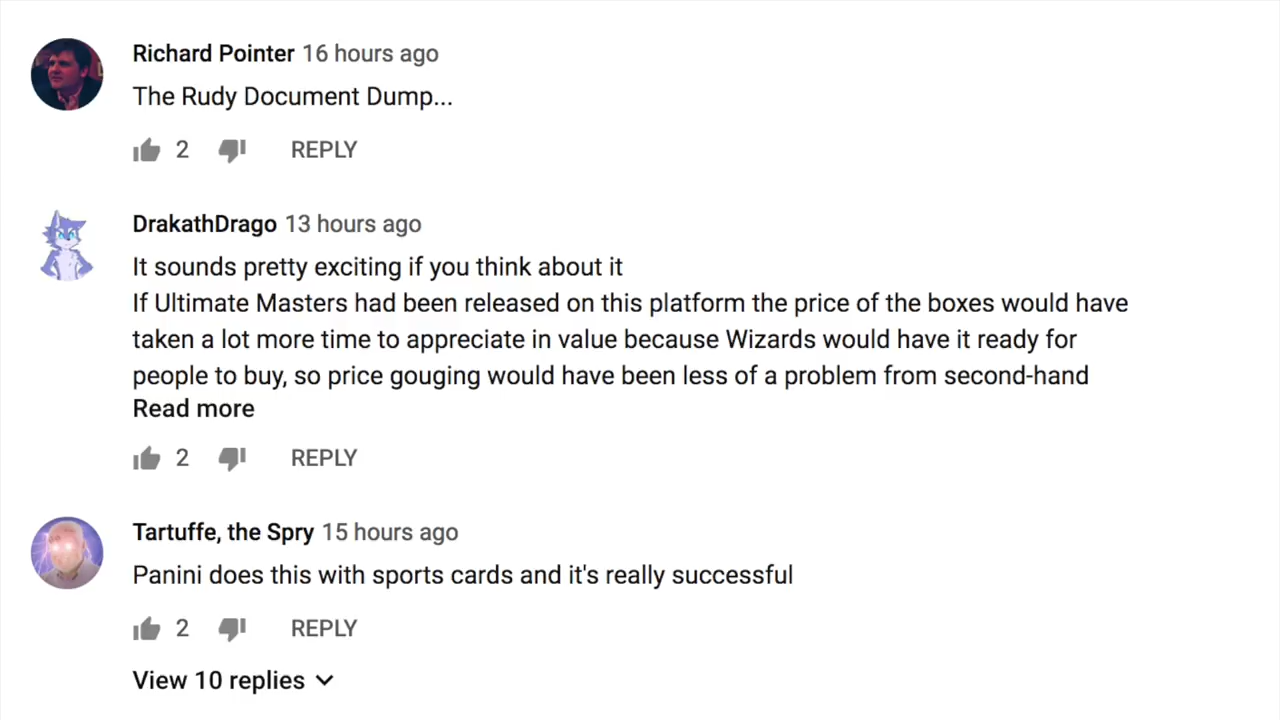 Richard Pointer 16 hours ago
The Rudy Document Dump...
2 REPLY
DrakathDrago 13 hours ago
It sounds pretty exciting if you think about it
If Ultimate Masters had been released on this platform the price of the boxes would have
taken a lot more time to appreciate in value because Wizards would have it ready for
people to buy, so price gouging would have been less of a problem from second-hand
Read more
2 REPLY
Tartuffe, the Spry 15 hours ago
Panini does this with sports cards and it's really successful
2 REPLY
View 10 replies